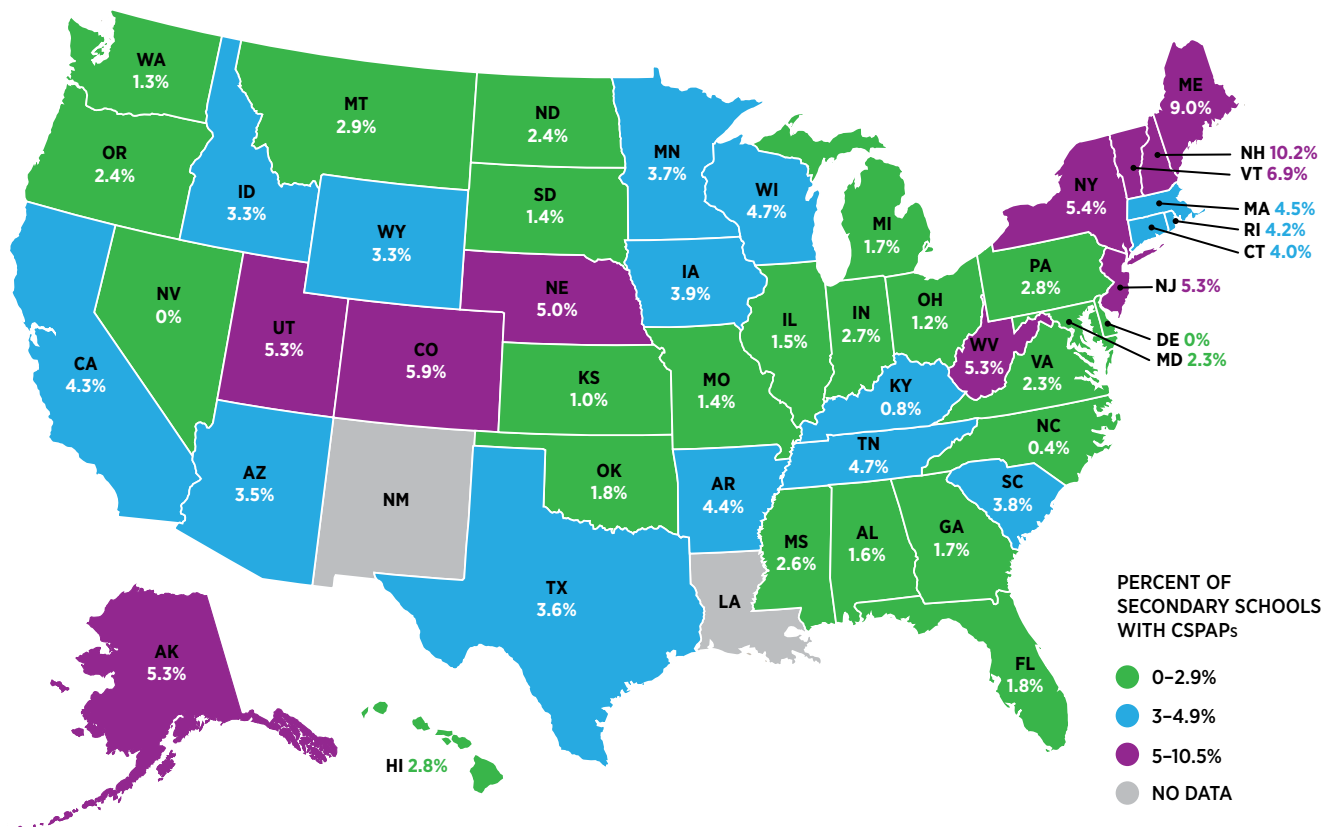 WA
1.3%
OR
2.4%
CA
4.3%
NV
0%
ID
3.3%
MT
2.9%
WY
3.3%
UT
5.3%
CO
5.9%
AZ
3.5%
NM
ND
2.4%
SD
1.4%
NE
5.0%
KS
1.0%
OK
1.8%
TX
3.6%
MN
3.7%
IA
3.9%
MO
1.4%
AR
4.4%
LA
WI
4.7%
IL
1.5%
MI
1.7%
IN
2.7%
OH
1.2%
KY
0.8%
TN
4.7%
MS
2.6%
AL
1.6%
GA
1.7%
FL
1.8%
SC
3.8%
NC
0.4%
VA
2.3%
WV
5.3%
PA
2.8%
NY
5.4%
ME
9.0%
NH 10.2%
VT 6.9%
MA 4.5%
RI 4.2%
CT 4.0%
NJ 5.3%
DE 0%
MD 2.3%
AK
5.3%
HI 2.8%
PERCENT OF
SECONDARY SCHOOLS
WITH CSPAPs
0–2.9%
3–4.9%
5–10.5%
NO DATA